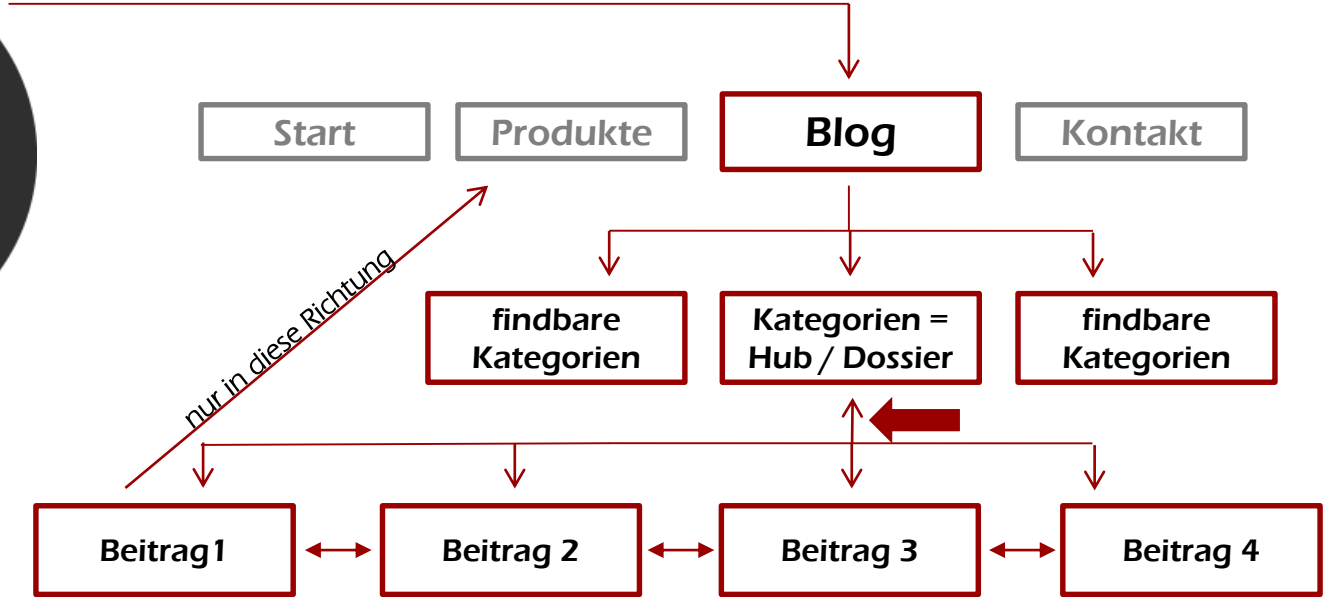 Start
Produkte
Blog
Kontakt
nur in diese Richtung
findbare
Kategorien
Kategorien =
Hub / Dossier
findbare
Kategorien
Beitrag1
Beitrag 2
Beitrag 3
Beitrag 4